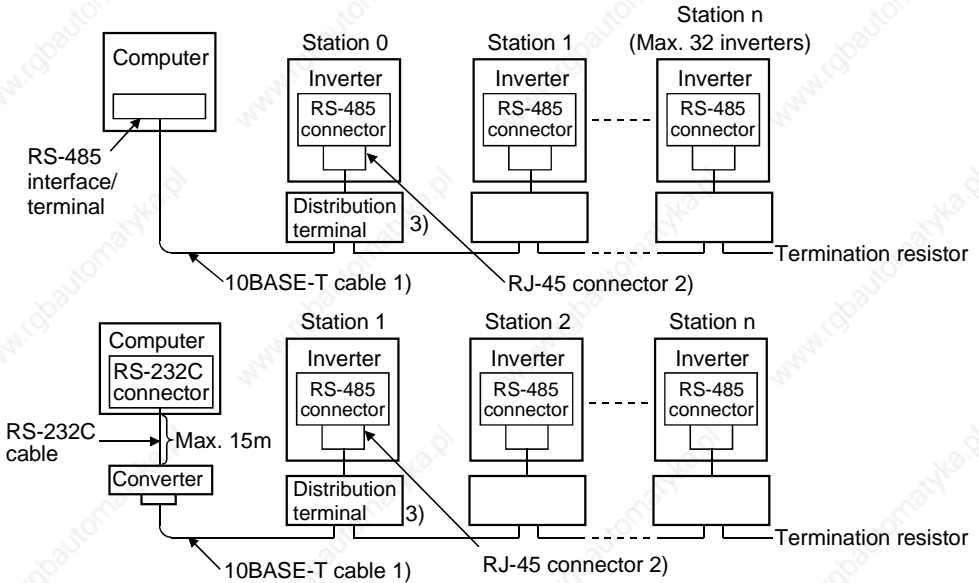 Station n
Station 0
Station 1
(Max. 32 inverters)
Computer
Inverter
Inverter
Inverter
RS-485
connector
RS-485
connector
RS-485
connector
RS-485
interface/
terminal
Distribution
terminal
3)
Termination resistor
10BASE-T cable 1)
RJ-45 connector 2)
Station 1
Station 2
Station n
Computer
RS-232C
connector
Inverter
Inverter
Inverter
RS-485
connector
RS-485
connector
RS-485
connector
RS-232C
cable
Max. 15m
Converter
Distribution
terminal
3)
Termination resistor
10BASE-T cable 1)
RJ-45 connector 2)
www.rgbautomatyka.pl